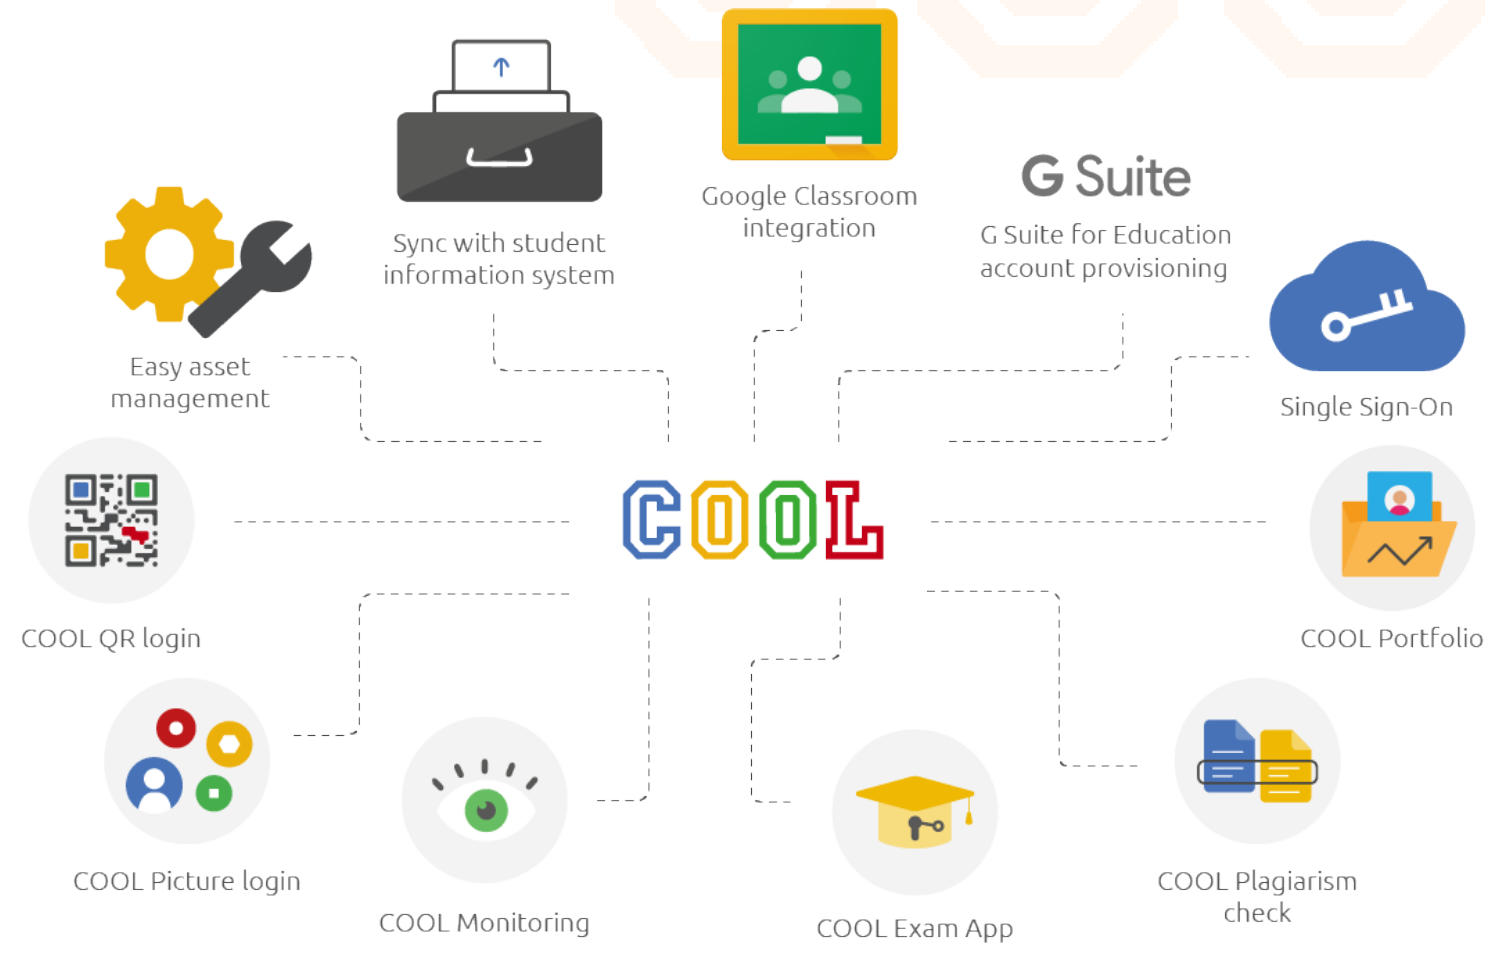 Google Classroom
integration
G Suite
G Suite for Education
account provisioning
Sync with student
information system
Easy asset
management
Single Sign-On
COOL
COOL QR login
COOL Portfolio
COOL Picture login
COOL Monitoring
COOL Exam App
COOL Plagiarism
check